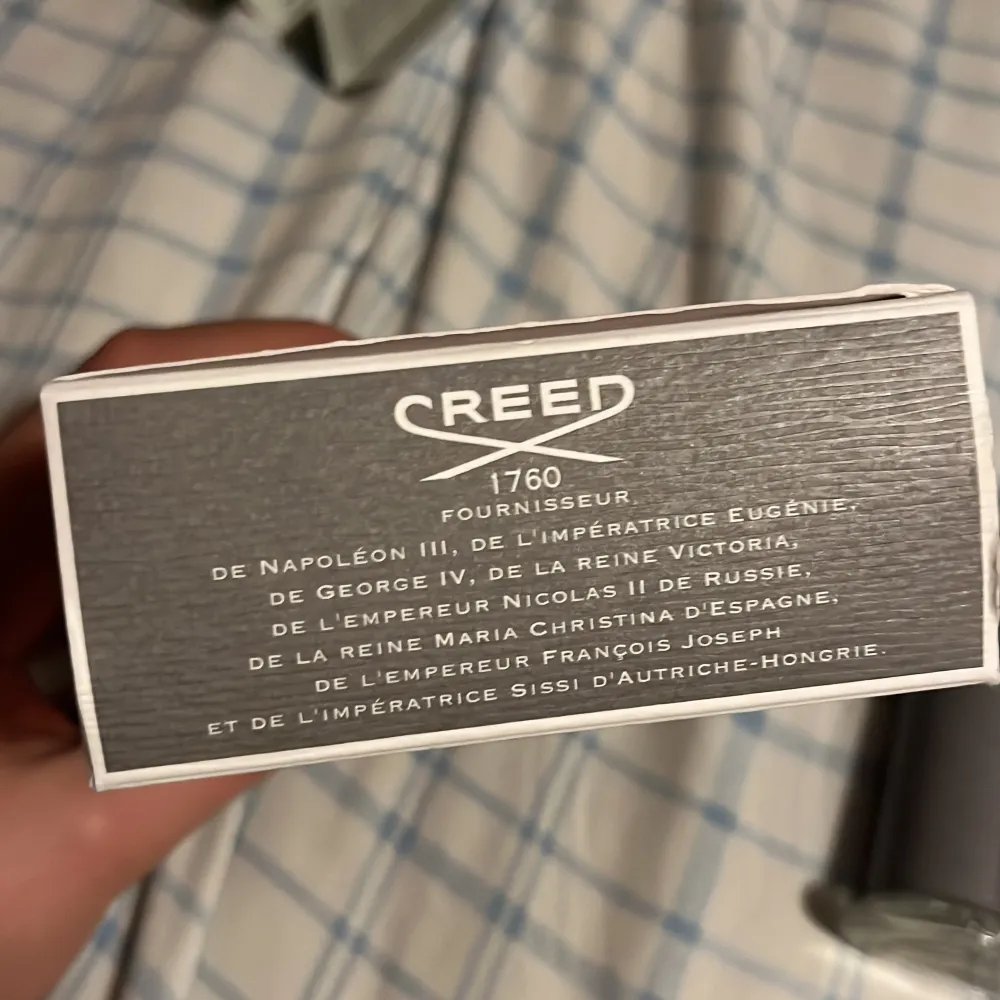 CREED
1760
FOURNISSEUR
DE NAPOLÉON III, DE L'IMPÉRATRICE EUGÉNIE,
DE GEORGE IV, DE LA REINE VICTORIA,
DE L'EMPEREUR NICOLAS II DE RUSSIE,
DE LA REINE MARIA CHRISTINA D'ESPAGNE,
DE L'EMPEREUR FRANÇOIS JOSEPH
ET DE L'IMPÉRATRICE SISSI D'AUTRICHE-HONGRIE.